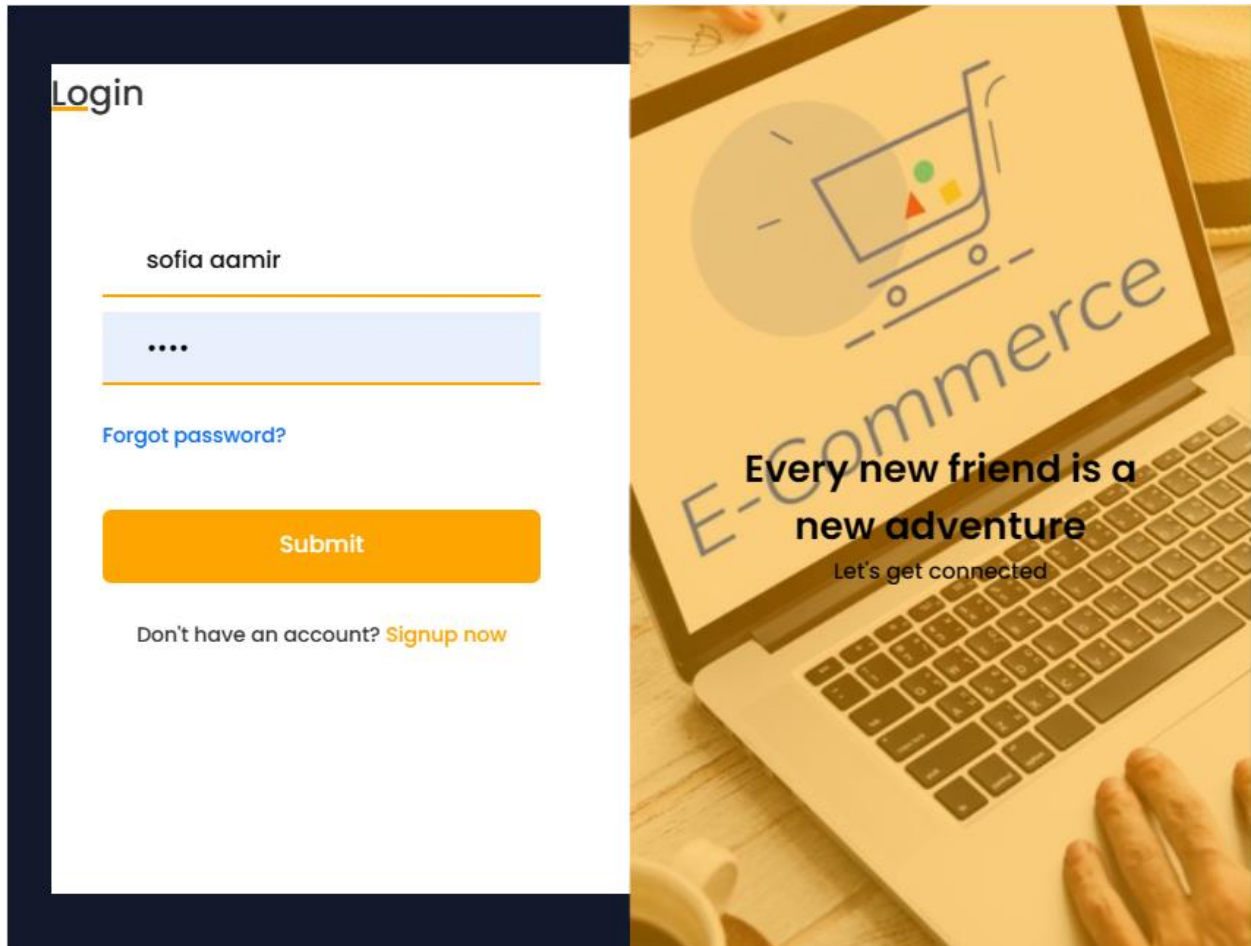 Login
sofia aamir
••••
Forgot password?
Submit
Don't have an account? Signup now
E-Commerce
Every new friend is a
new adventure
Let's get connected